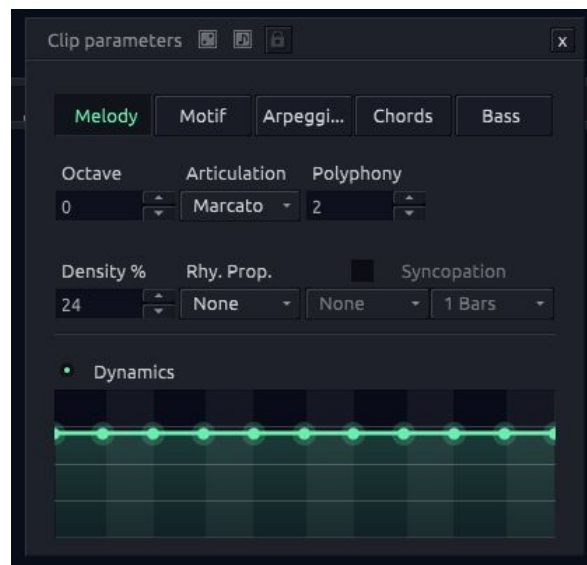 Clip parameters x
Melody Motif Arpeggi... Chords Bass
Octave Articulation Polyphony
0 Marcato 2
Density % Rhy. Prop. Syncopation
24 None None 1 Bars
Dynamics